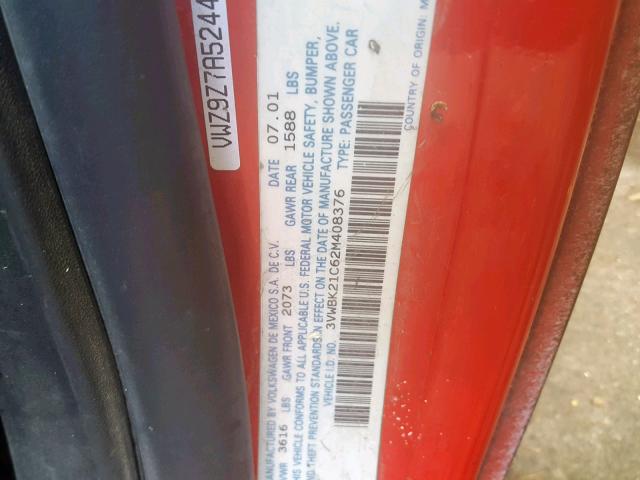 VWZ9Z7A5244
MANUFACTURED BY VOLKSWAGEN DE MEXICO S.A. DE C.V. DATE 07.01
GVWR 3616 LBS GAWR FRONT 2073 LBS GAWR REAR 1588 LBS
THIS VEHICLE CONFORMS TO ALL APPLICABLE U.S. FEDERAL MOTOR VEHICLE SAFETY, BUMPER,
AND THEFT PREVENTION STANDARDS IN EFFECT ON THE DATE OF MANUFACTURE SHOWN ABOVE.
VEHICLE I.D. NO. 3VWBK21C62M408376 TYPE: PASSENGER CAR
COUNTRY OF ORIGIN: M